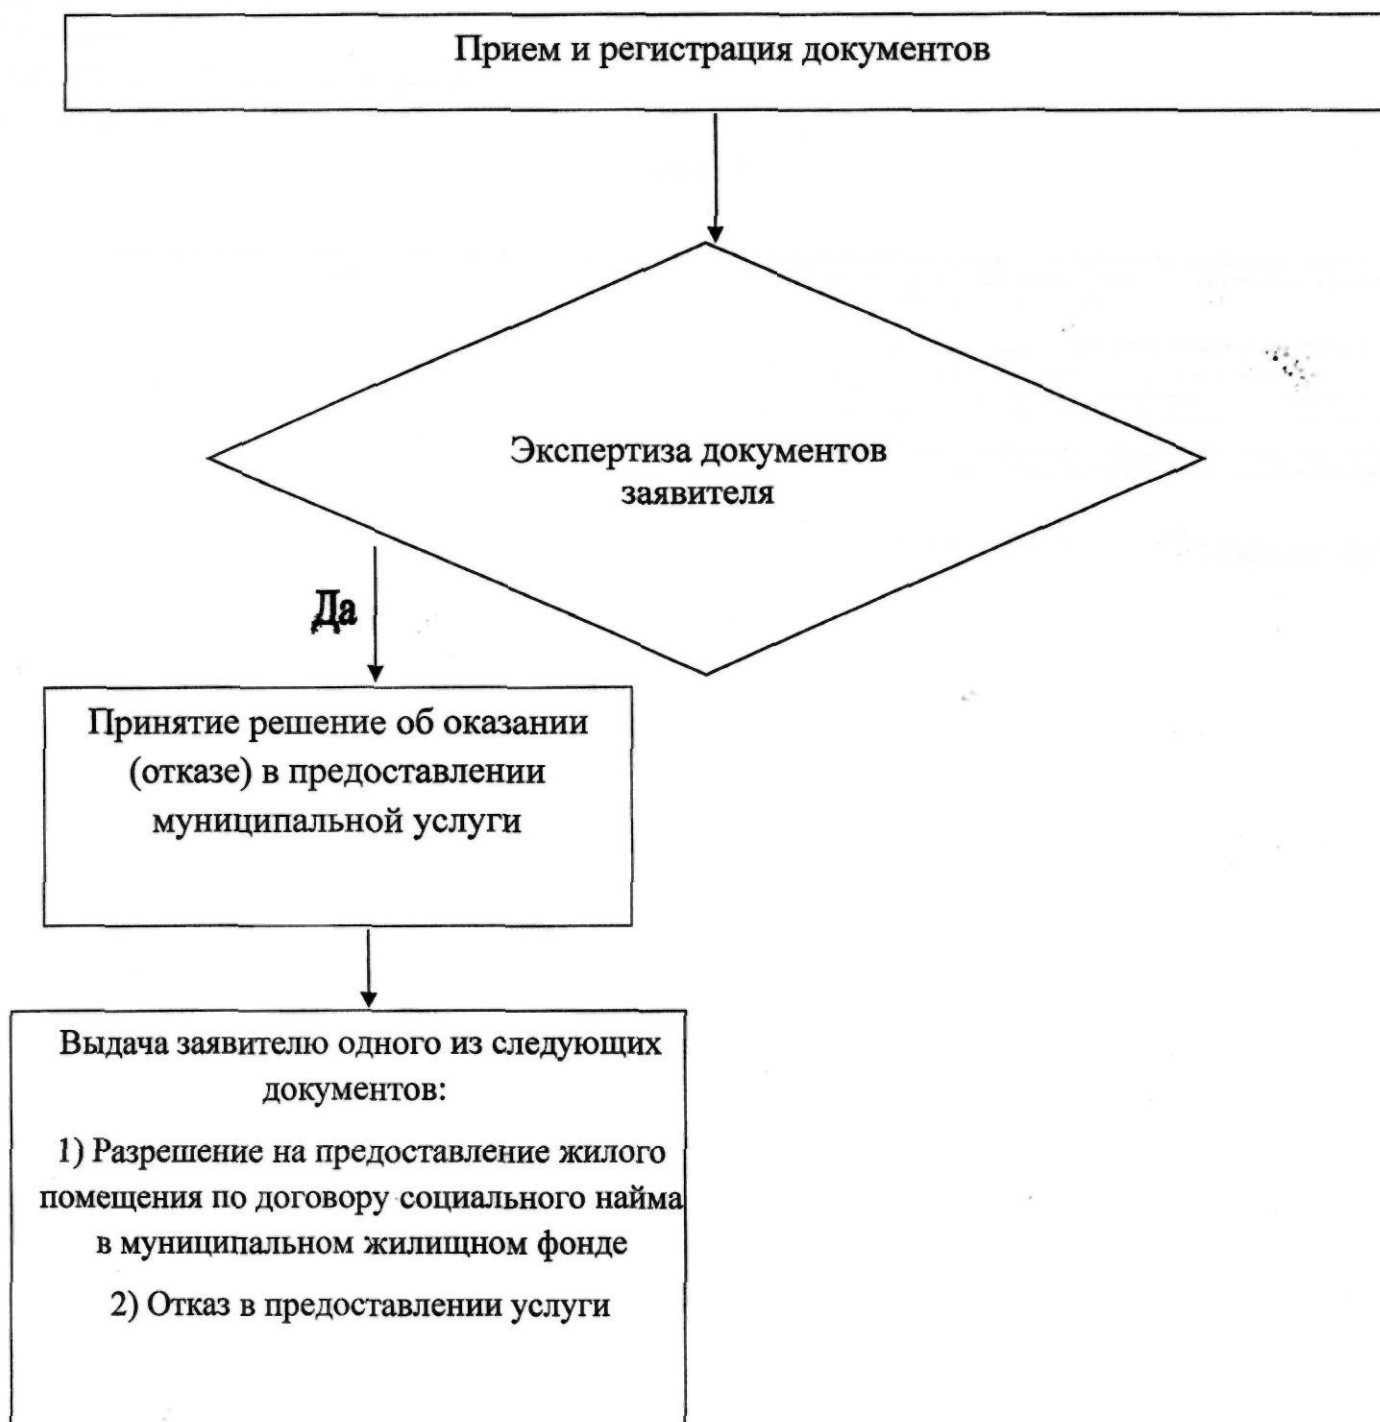 Прием и регистрация документов
Экспертиза документов
заявителя
Да
Принятие решение об оказании
(отказе) в предоставлении
муниципальной услуги
Выдача заявителю одного из следующих
документов:
1) Разрешение на предоставление жилого
помещения по договору социального найма
в муниципальном жилищном фонде
2) Отказ в предоставлении услуги